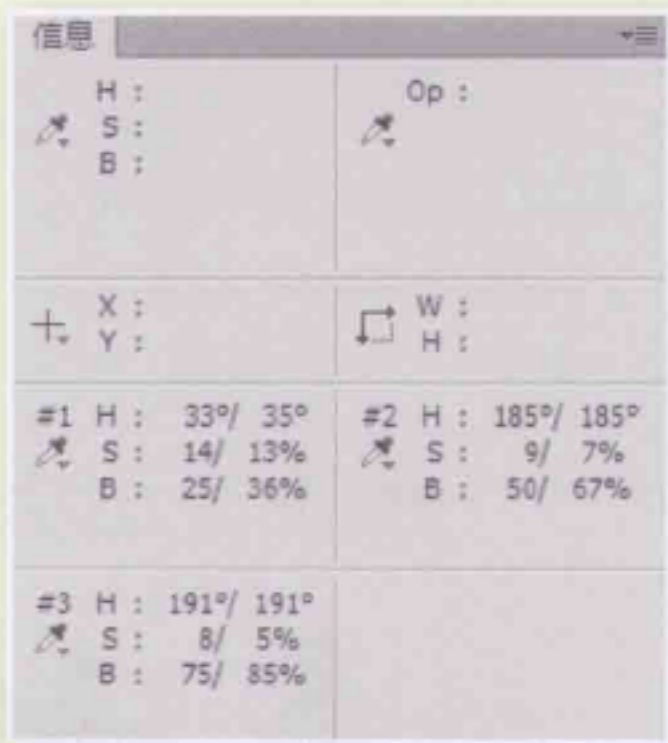 信息
H :
S :
B :
Op :
X :
Y :
W :
H :
#1 H : 33°/ 35°
S : 14/ 13%
B : 25/ 36%
#2 H : 185°/ 185°
S : 9/ 7%
B : 50/ 67%
#3 H : 191°/ 191°
S : 8/ 5%
B : 75/ 85%